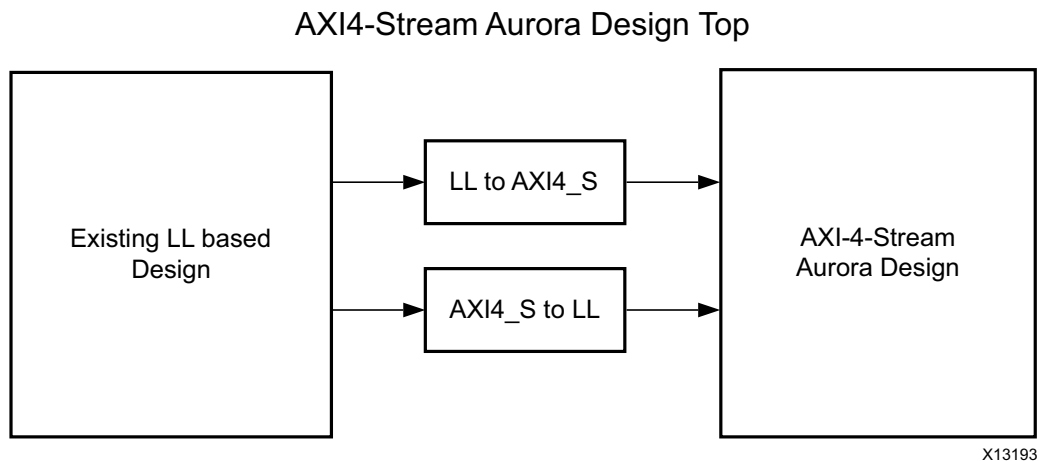 AXI4-Stream Aurora Design Top
Existing LL based
Design
LL to AXI4_S
AXI4_S to LL
AXI-4-Stream
Aurora Design
X13193